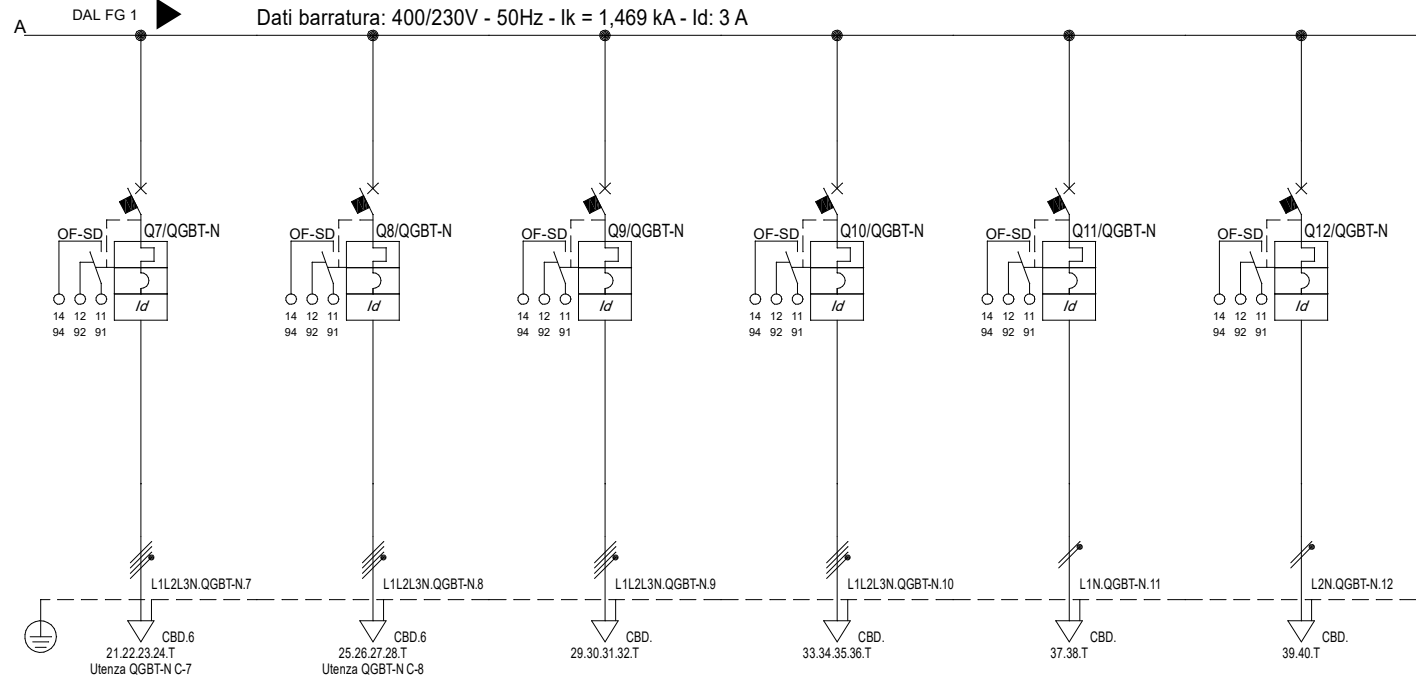 DAL FG 1
Dati barratura: 400/230V - 50Hz - Ik = 1,469 kA - Id: 3 A
A
OF-SD Q7/QGBT-N OF-SD Q8/QGBT-N OF-SD Q9/QGBT-N OF-SD Q10/QGBT-N OF-SD Q11/QGBT-N OF-SD Q12/QGBT-N
Id Id Id Id Id Id
14 12 11 14 12 11 14 12 11 14 12 11 14 12 11 14 12 11
94 92 91 94 92 91 94 92 91 94 92 91 94 92 91 94 92 91
L1L2L3N.QGBT-N.7 L1L2L3N.QGBT-N.8 L1L2L3N.QGBT-N.9 L1L2L3N.QGBT-N.10 L1N.QGBT-N.11 L2N.QGBT-N.12
CBD.6 CBD.6 CBD. CBD. CBD. CBD.
21.22.23.24.T 25.26.27.28.T 29.30.31.32.T 33.34.35.36.T 37.38.T 39.40.T
Utenza QGBT-N C-7 Utenza QGBT-N C-8